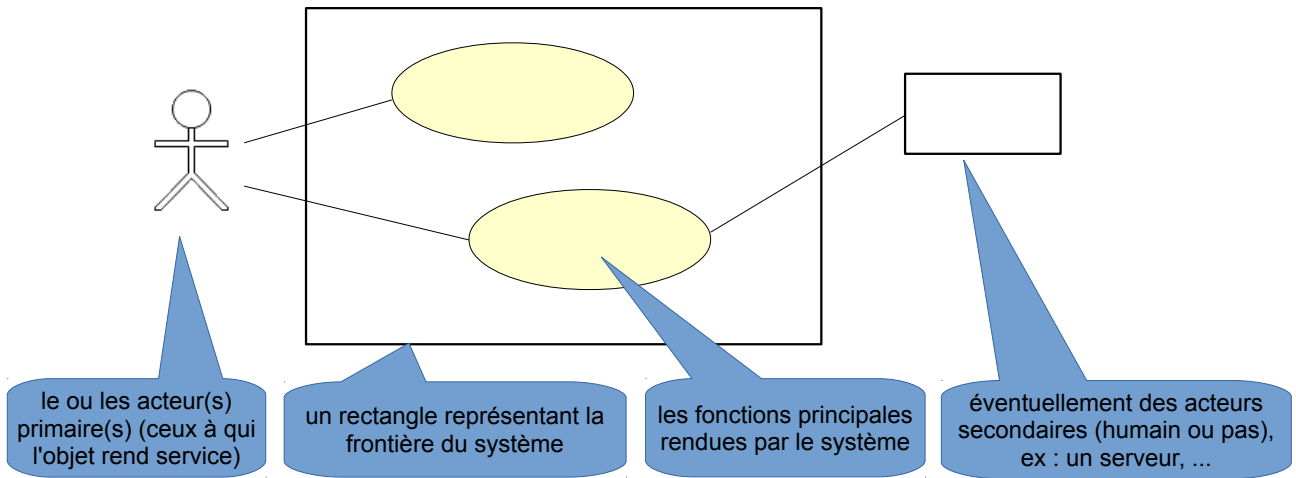 le ou les acteur(s)
primaire(s) (ceux à qui
l'objet rend service)
un rectangle représentant la
frontière du système
les fonctions principales
rendues par le système
éventuellement des acteurs
secondaires (humain ou pas),
ex : un serveur, ...